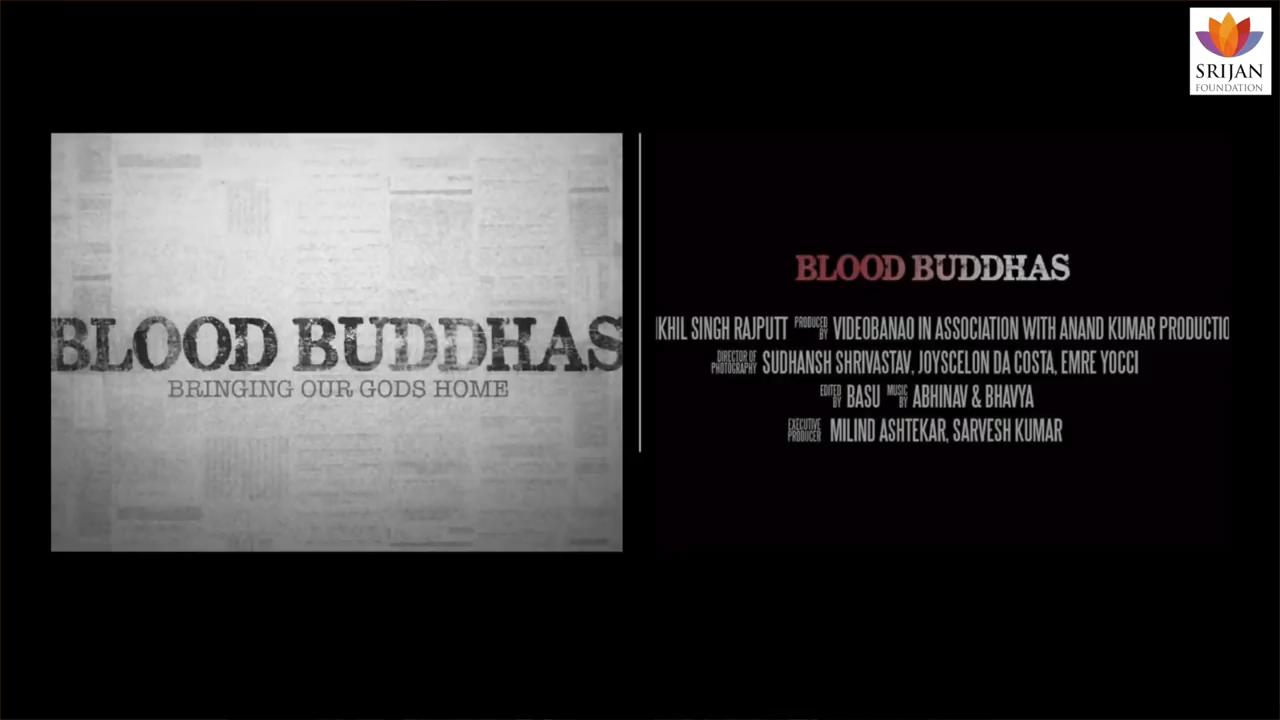 SRIJAN
FOUNDATION
BLOOD BUDDHAS
BRINGING OUR GODS HOME
BLOOD BUDDHAS
IKHIL SINGH RAJPUTT PRODUCED BY VIDEOBANAO IN ASSOCIATION WITH ANAND KUMAR PRODUCTIO
DIRECTOR OF PHOTOGRAPHY SUDHANSH SHRIVASTAV, JOYSCELON DA COSTA, EMRE YOCCI
EDITED BY BASU MUSIC BY ABHINAV & BHAVYA
EXECUTIVE PRODUCER MILIND ASHTEKAR, SARVESH KUMAR